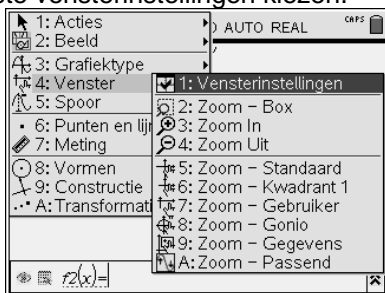 ste vensterinstellingen kiezen.
1: Acties
2: Beeld
3: Grafiektype
4: Venster
5: Spoor
6: Punten en lij
7: Meting
8: Vormen
9: Constructie
A: Transformati
AUTO REAL
CAPS
1: Vensterinstellingen
2: Zoom – Box
3: Zoom In
4: Zoom Uit
5: Zoom – Standaard
6: Zoom – Kwadrant 1
7: Zoom – Gebruiker
8: Zoom – Gonio
9: Zoom – Gegevens
A: Zoom – Passend
f2(x)=